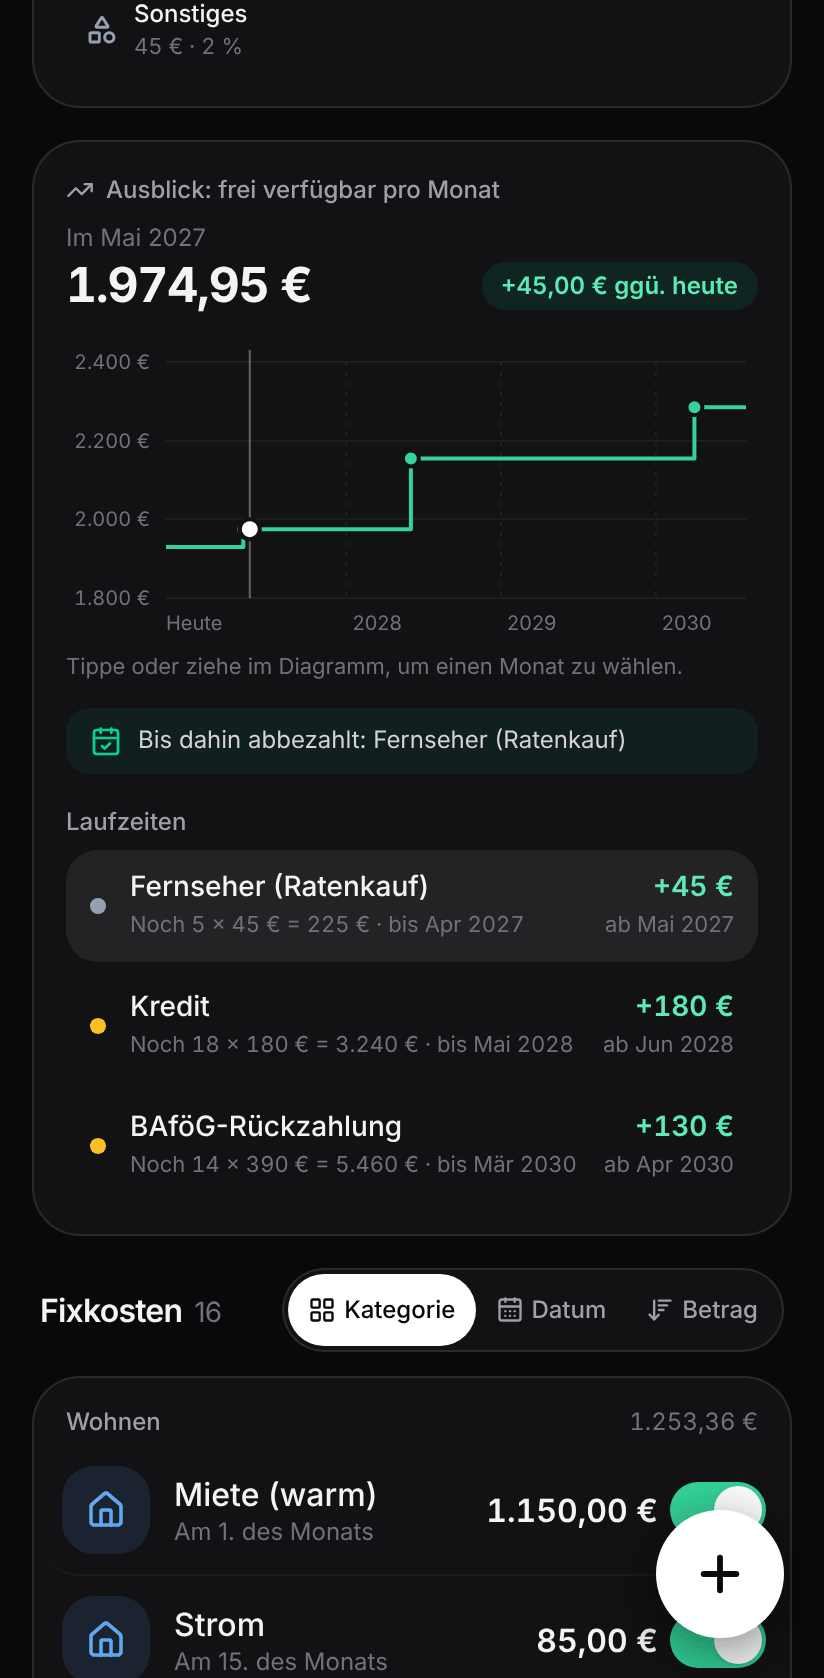 Sonstiges
45 € · 2 %
Ausblick: frei verfügbar pro Monat
Im Mai 2027
1.974,95 €
+45,00 € ggü. heute
2.400 €
2.200 €
2.000 €
1.800 €
Heute 2028 2029 2030
Tippe oder ziehe im Diagramm, um einen Monat zu wählen.
Bis dahin abbezahlt: Fernseher (Ratenkauf)
Laufzeiten
Fernseher (Ratenkauf) +45 €
Noch 5 × 45 € = 225 € · bis Apr 2027 ab Mai 2027
Kredit +180 €
Noch 18 × 180 € = 3.240 € · bis Mai 2028 ab Jun 2028
BAföG-Rückzahlung +130 €
Noch 14 × 390 € = 5.460 € · bis Mär 2030 ab Apr 2030
Fixkosten 16 Kategorie Datum Betrag
Wohnen 1.253,36 €
Miete (warm) 1.150,00 €
Am 1. des Monats
Strom 85,00 €
Am 15. des Monats